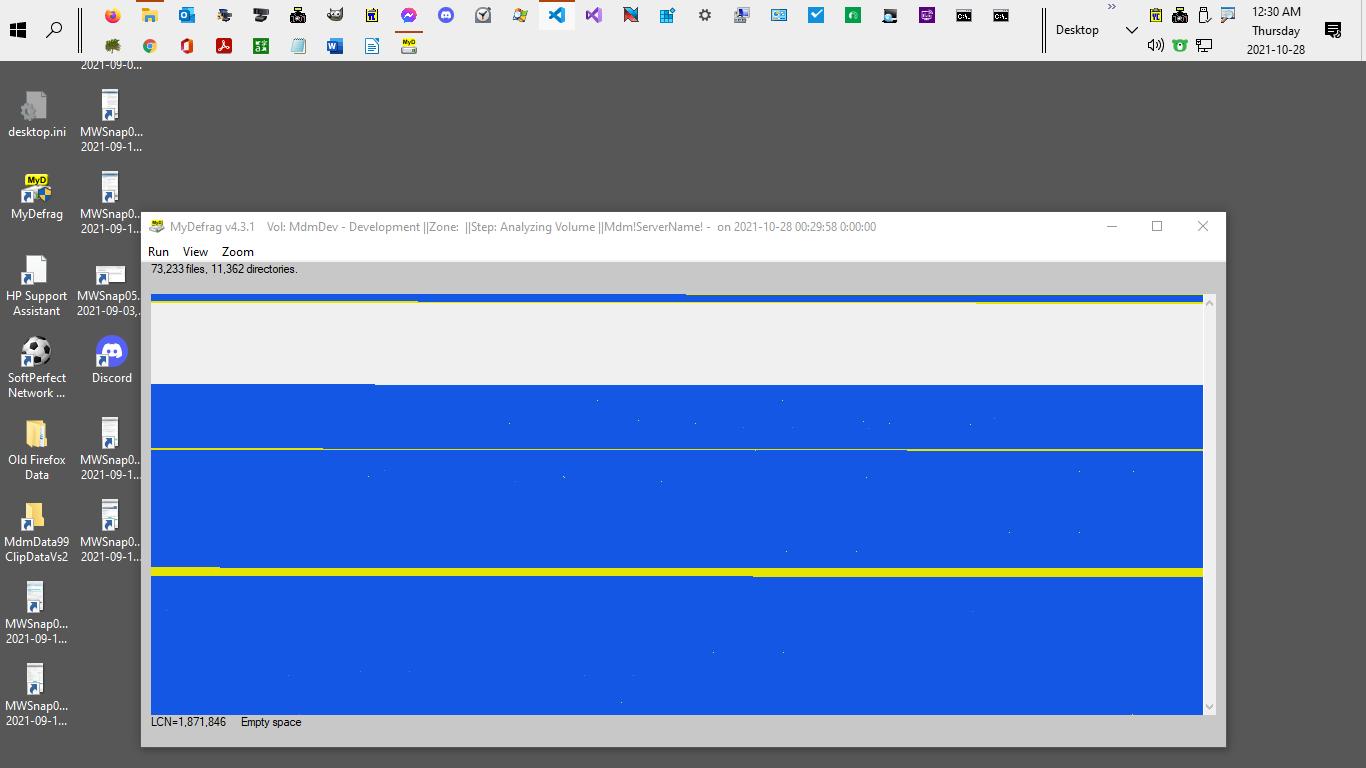 Desktop
»
12:30 AM
Thursday
2021-10-28
2021-09-0...
desktop.ini
MWSnap0...
2021-09-1...
MyD
MyDefrag
MWSnap0...
2021-09-1...
HP Support
Assistant
MWSnap05...
2021-09-03,...
SoftPerfect
Network ...
Discord
Old Firefox
Data
MWSnap0...
2021-09-1...
MdmData99
ClipDataVs2
MWSnap0...
2021-09-1...
MWSnap0...
2021-09-1...
MWSnap0...
2021-09-1...
MyDefrag v4.3.1 Vol: MdmDev - Development ||Zone: ||Step: Analyzing Volume ||Mdm!ServerName! - on 2021-10-28 00:29:58 0:00:00
Run View Zoom
73,233 files, 11,362 directories.
LCN=1,871,846 Empty space